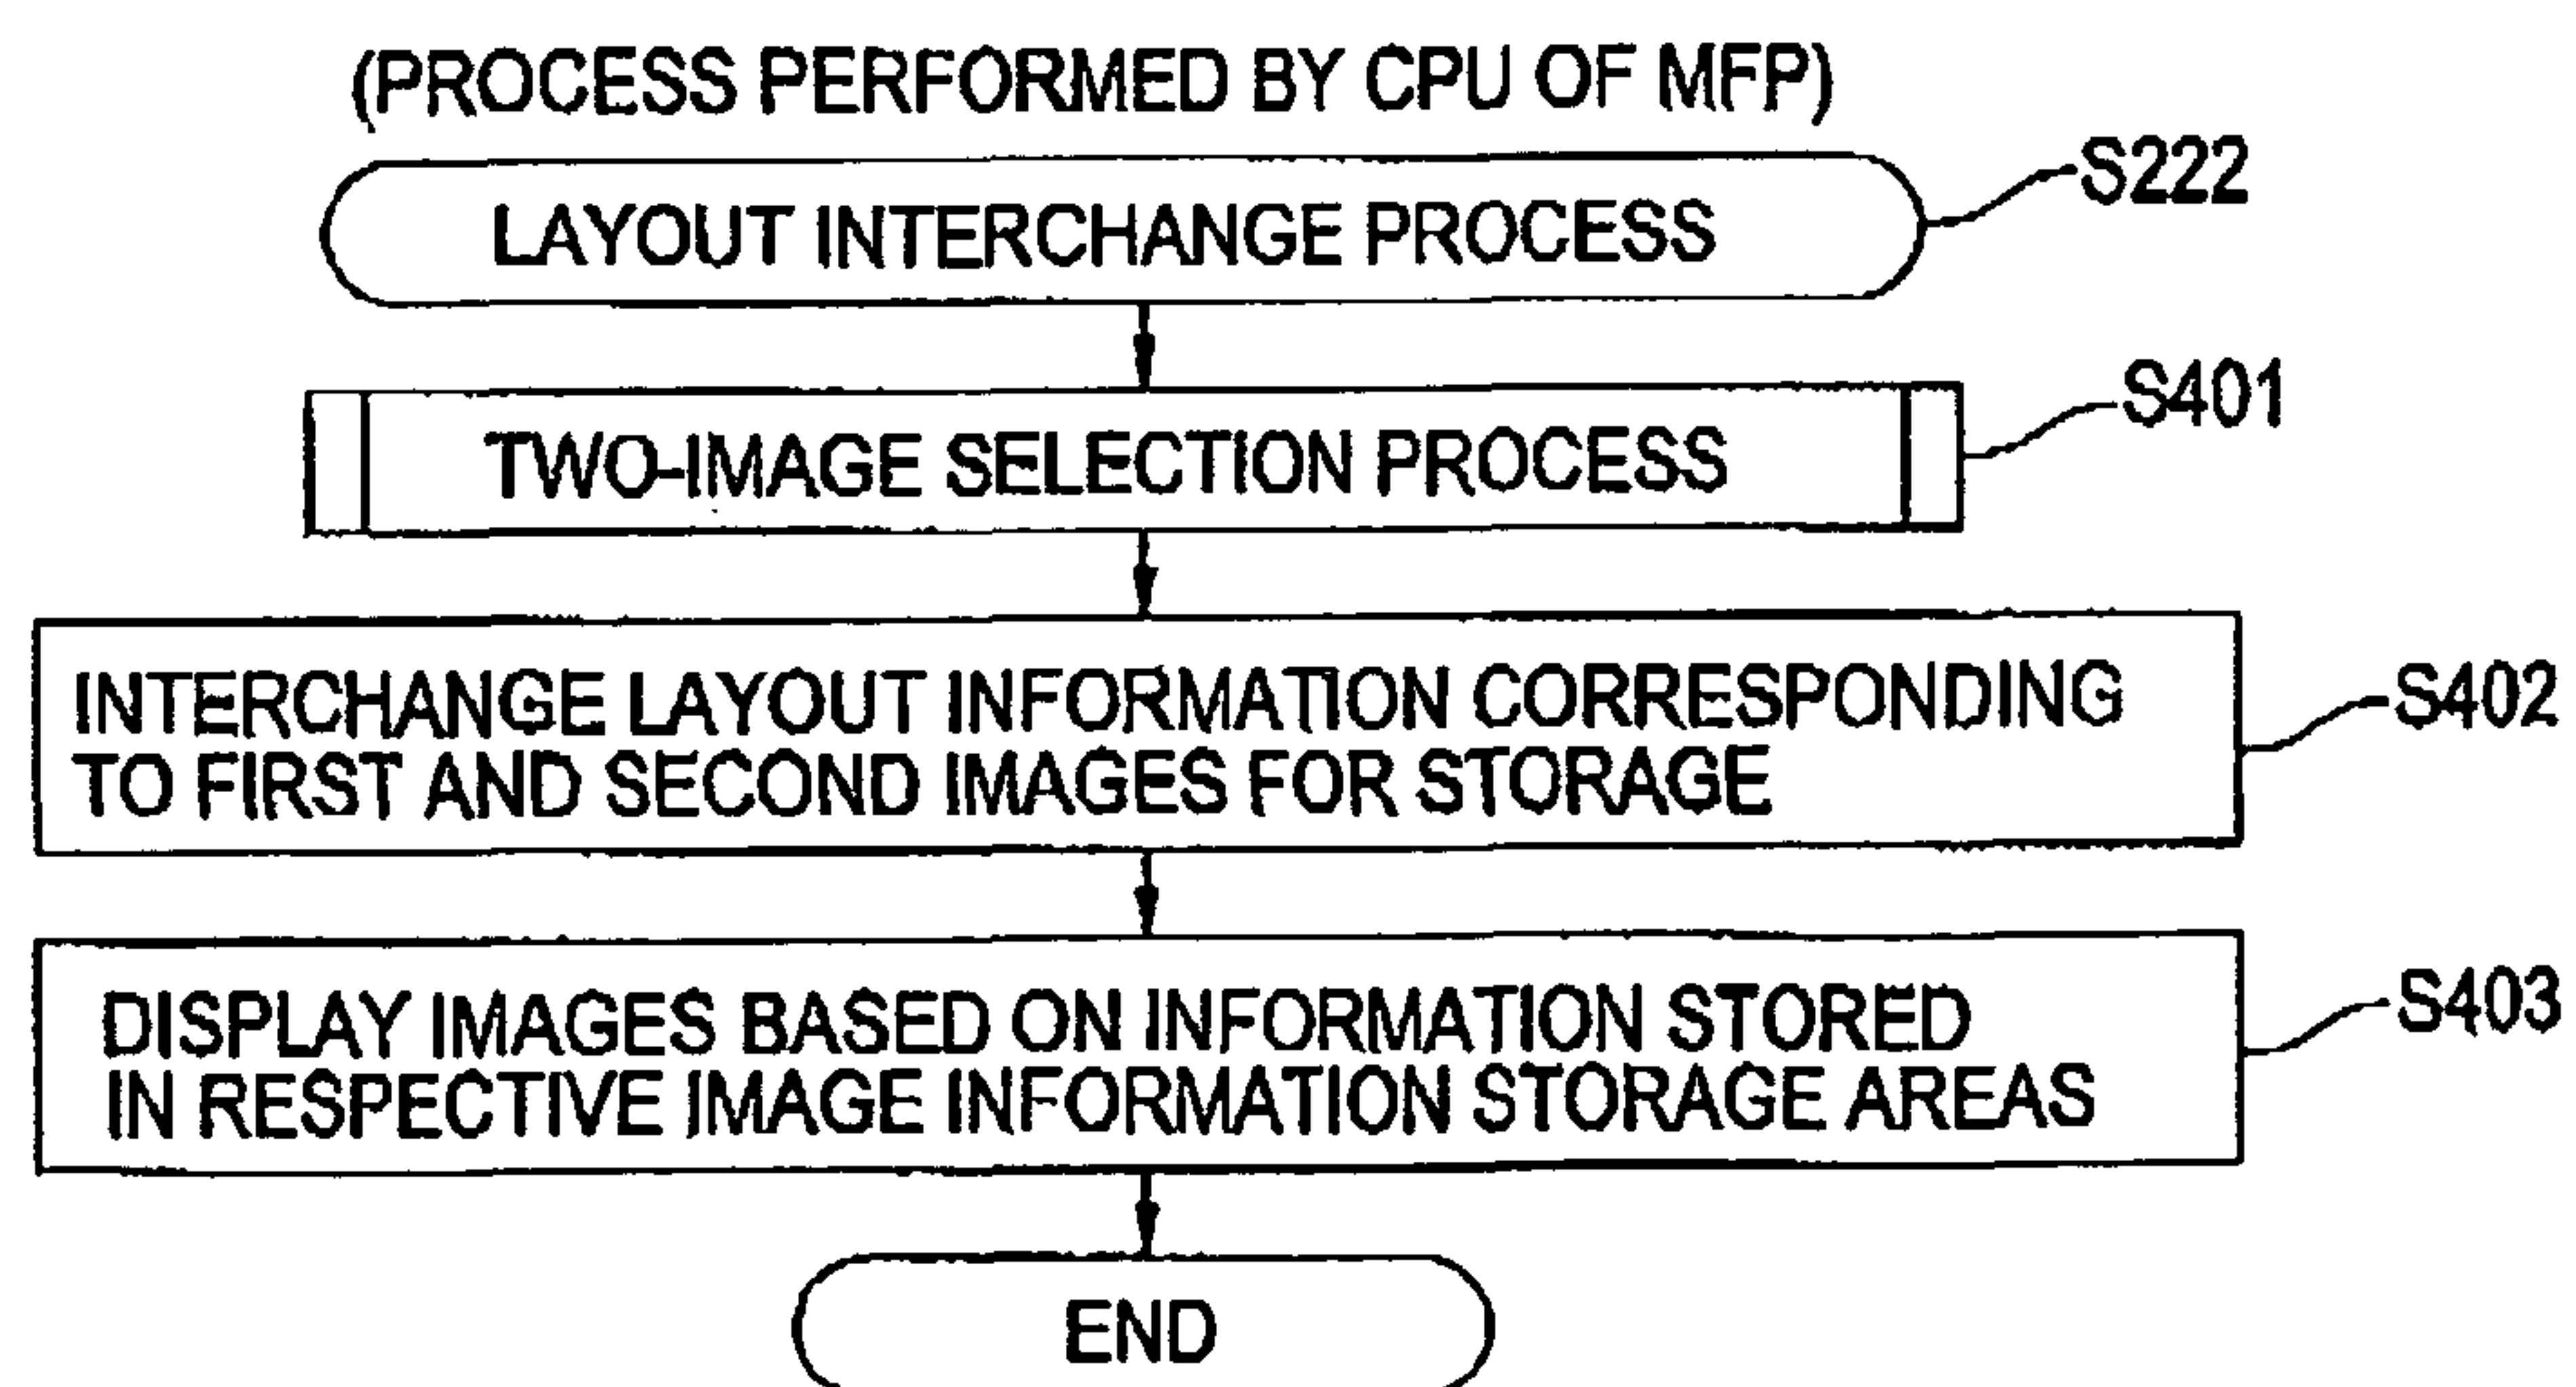 (PROCESS PERFORMED BY CPU OF MFP)
S222
LAYOUT INTERCHANGE PROCESS
S401
TWO-IMAGE SELECTION PROCESS
INTERCHANGE LAYOUT INFORMATION CORRESPONDING
TO FIRST AND SECOND IMAGES FOR STORAGE
S402
DISPLAY IMAGES BASED ON INFORMATION STORED
IN RESPECTIVE IMAGE INFORMATION STORAGE AREAS
S403
END